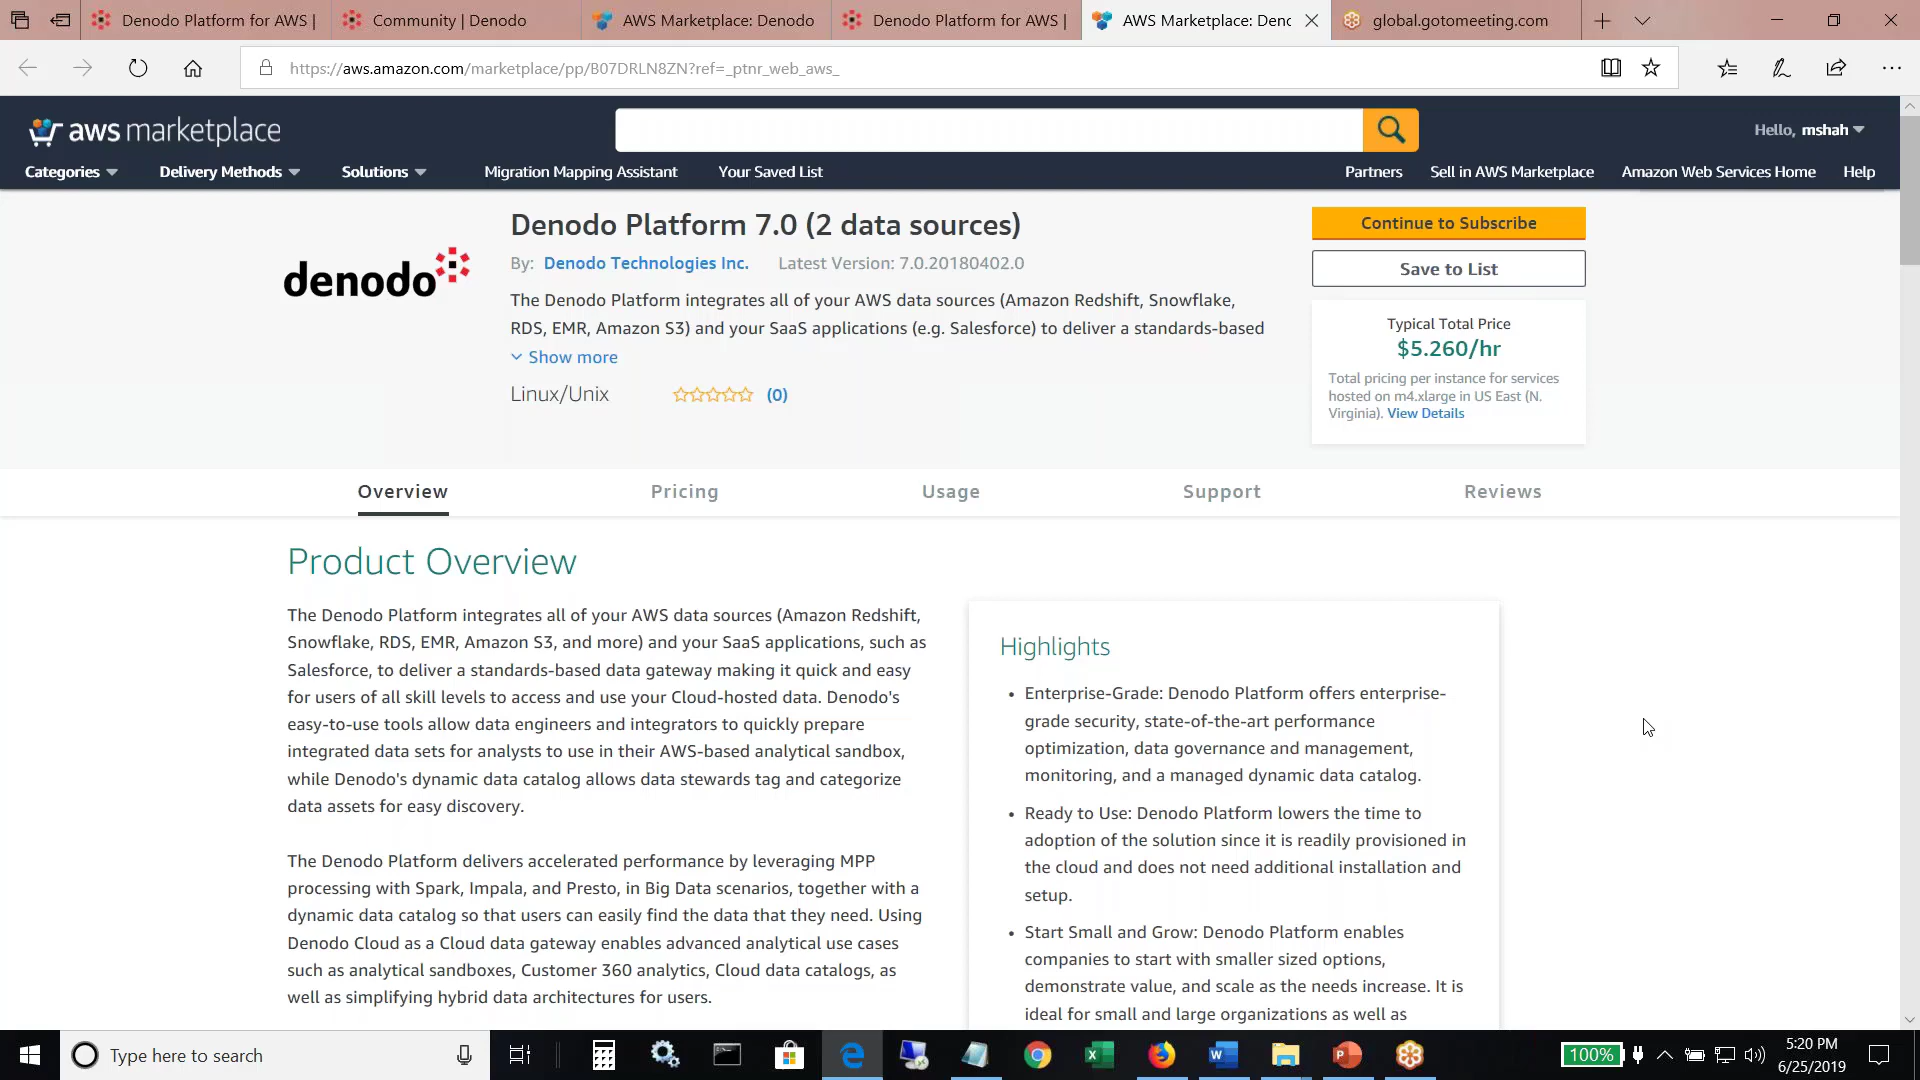 Denodo Platform for AWS |
Community | Denodo
AWS Marketplace: Denodo
Denodo Platform for AWS |
AWS Marketplace: Denc
global.gotomeeting.com
https://aws.amazon.com/marketplace/pp/B07DRLN8ZN?ref=_ptnr_web_aws_
aws marketplace
Hello, mshah
Categories
Delivery Methods
Solutions
Migration Mapping Assistant
Your Saved List
Partners
Sell in AWS Marketplace
Amazon Web Services Home
Help
denodo
Denodo Platform 7.0 (2 data sources)
By: Denodo Technologies Inc. Latest Version: 7.0.20180402.0
The Denodo Platform integrates all of your AWS data sources (Amazon Redshift, Snowflake,
RDS, EMR, Amazon S3) and your SaaS applications (e.g. Salesforce) to deliver a standards-based
Show more
Linux/Unix
(0)
Continue to Subscribe
Save to List
Typical Total Price
$5.260/hr
Total pricing per instance for services
hosted on m4.xlarge in US East (N.
Virginia). View Details
Overview
Pricing
Usage
Support
Reviews
Product Overview
The Denodo Platform integrates all of your AWS data sources (Amazon Redshift,
Snowflake, RDS, EMR, Amazon S3, and more) and your SaaS applications, such as
Salesforce, to deliver a standards-based data gateway making it quick and easy
for users of all skill levels to access and use your Cloud-hosted data. Denodo's
easy-to-use tools allow data engineers and integrators to quickly prepare
integrated data sets for analysts to use in their AWS-based analytical sandbox,
while Denodo's dynamic data catalog allows data stewards tag and categorize
data assets for easy discovery.
The Denodo Platform delivers accelerated performance by leveraging MPP
processing with Spark, Impala, and Presto, in Big Data scenarios, together with a
dynamic data catalog so that users can easily find the data that they need. Using
Denodo Cloud as a Cloud data gateway enables advanced analytical use cases
such as analytical sandboxes, Customer 360 analytics, Cloud data catalogs, as
well as simplifying hybrid data architectures for users.
Highlights
• Enterprise-Grade: Denodo Platform offers enterprise-
grade security, state-of-the-art performance
optimization, data governance and management,
monitoring, and a managed dynamic data catalog.
• Ready to Use: Denodo Platform lowers the time to
adoption of the solution since it is readily provisioned in
the cloud and does not need additional installation and
setup.
• Start Small and Grow: Denodo Platform enables
companies to start with smaller sized options,
demonstrate value, and scale as the needs increase. It is
ideal for small and large organizations as well as
Type here to search
100%
5:20 PM
6/25/2019